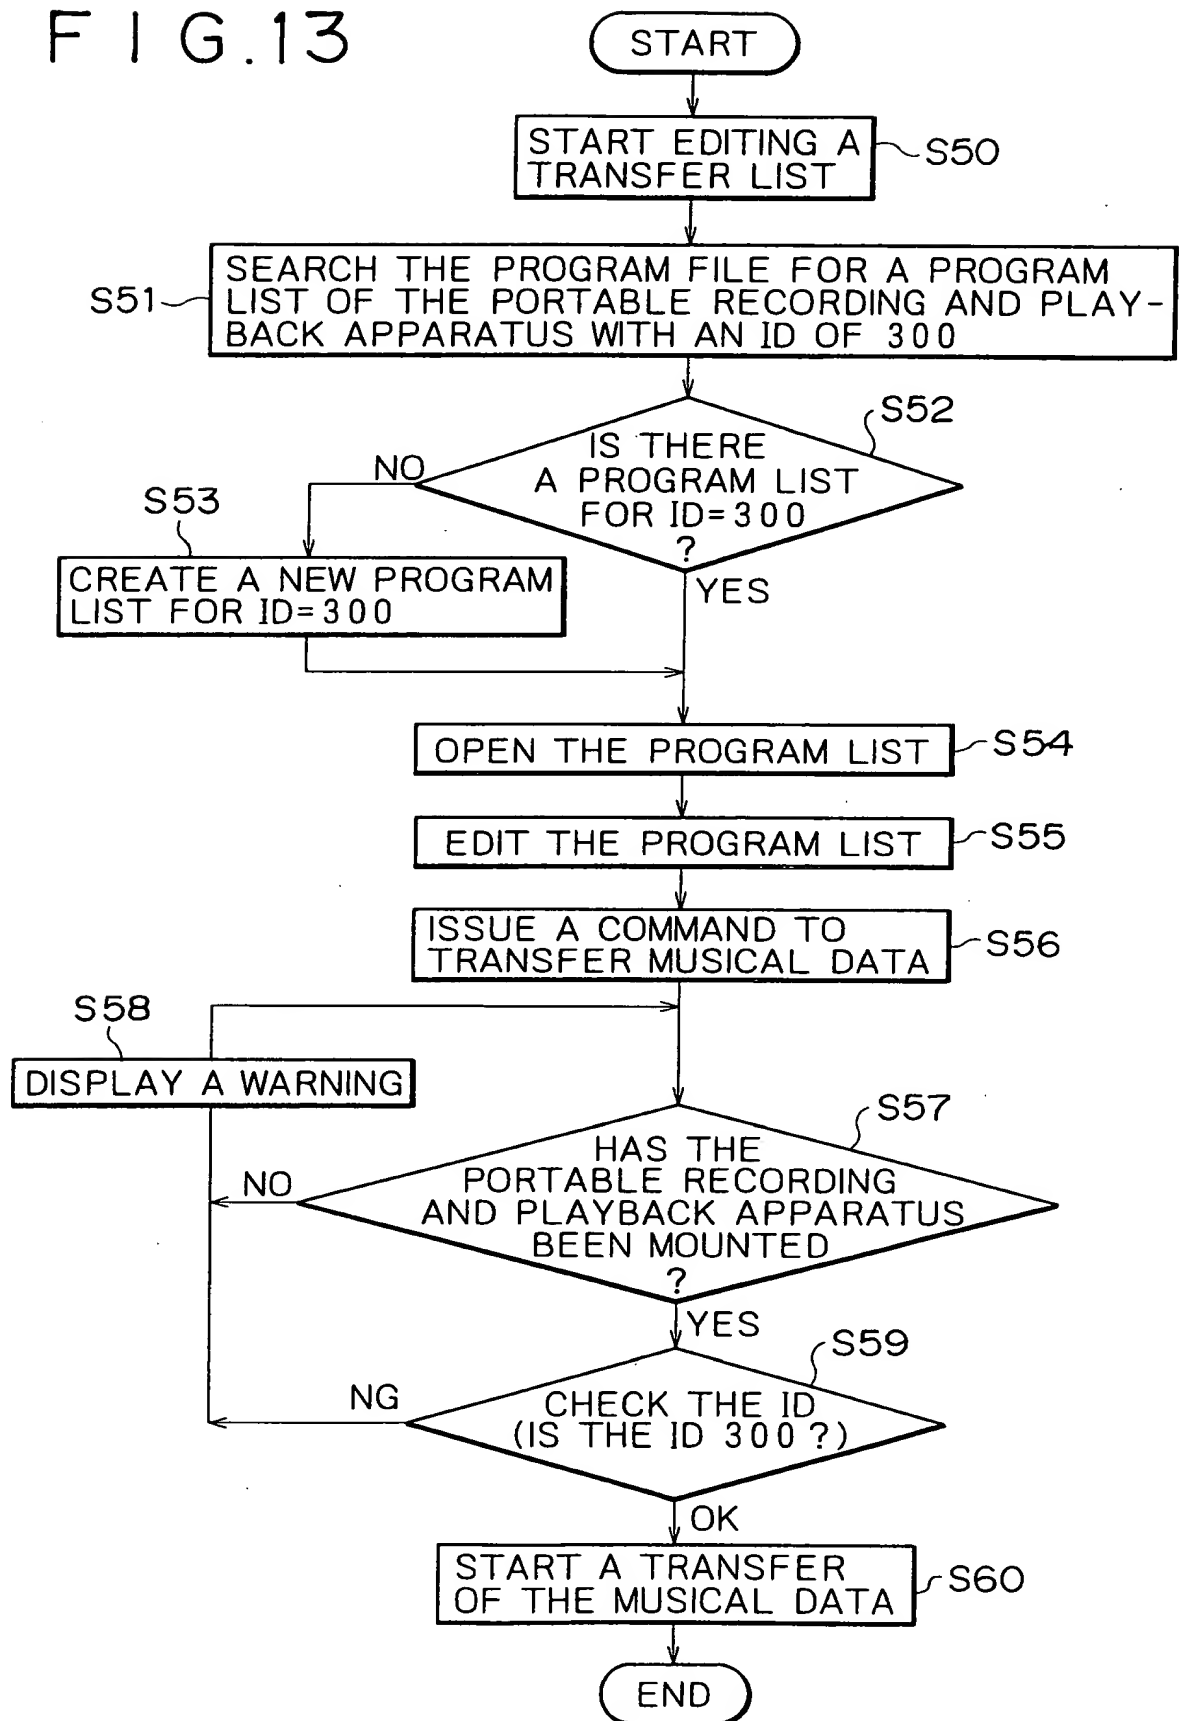 FIG.13
START
START EDITING A
TRANSFER LIST
S50
SEARCH THE PROGRAM FILE FOR A PROGRAM
LIST OF THE PORTABLE RECORDING AND PLAY-
BACK APPARATUS WITH AN ID OF 300
S51
S52
IS THERE
A PROGRAM LIST
FOR ID=300
?
NO
YES
S53
CREATE A NEW PROGRAM
LIST FOR ID=300
OPEN THE PROGRAM LIST
S54
EDIT THE PROGRAM LIST
S55
ISSUE A COMMAND TO
TRANSFER MUSICAL DATA
S56
S58
DISPLAY A WARNING
S57
HAS THE
PORTABLE RECORDING
AND PLAYBACK APPARATUS
BEEN MOUNTED
?
NO
YES
S59
CHECK THE ID
(IS THE ID 300?)
NG
OK
START A TRANSFER
OF THE MUSICAL DATA
S60
END